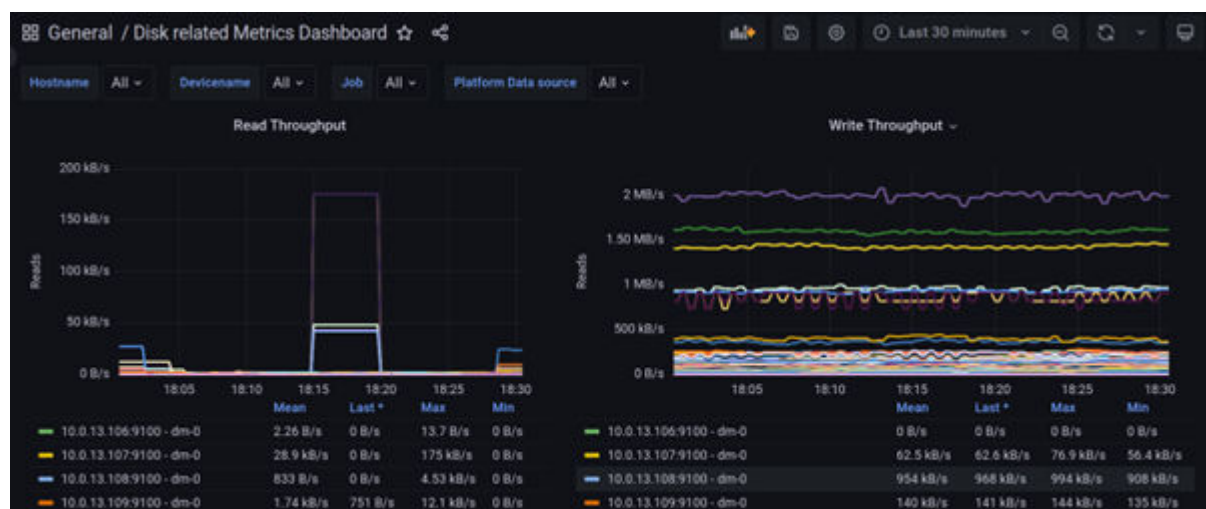 General / Disk related Metrics Dashboard
Last 30 minutes
Hostname All Devicename All Job All Platform Data source All
Read Throughput
200 kB/s
150 kB/s
100 kB/s
50 kB/s
0 B/s
Reads
18:05 18:10 18:15 18:20 18:25 18:30
Mean Last * Max Min
10.0.13.106:9100 - dm-0 2.26 B/s 0 B/s 13.7 B/s 0 B/s
10.0.13.107:9100 - dm-0 28.9 kB/s 0 B/s 175 kB/s 0 B/s
10.0.13.108:9100 - dm-0 833 B/s 0 B/s 4.53 kB/s 0 B/s
10.0.13.109:9100 - dm-0 1.74 kB/s 751 B/s 12.1 kB/s 0 B/s
Write Throughput
2 MB/s
1.50 MB/s
1 MB/s
500 kB/s
0 B/s
Reads
18:05 18:10 18:15 18:20 18:25 18:30
Mean Last * Max Min
10.0.13.106:9100 - dm-0 0 B/s 0 B/s 0 B/s 0 B/s
10.0.13.107:9100 - dm-0 62.5 kB/s 62.6 kB/s 76.9 kB/s 56.4 kB/s
10.0.13.108:9100 - dm-0 954 kB/s 968 kB/s 994 kB/s 908 kB/s
10.0.13.109:9100 - dm-0 140 kB/s 141 kB/s 144 kB/s 135 kB/s